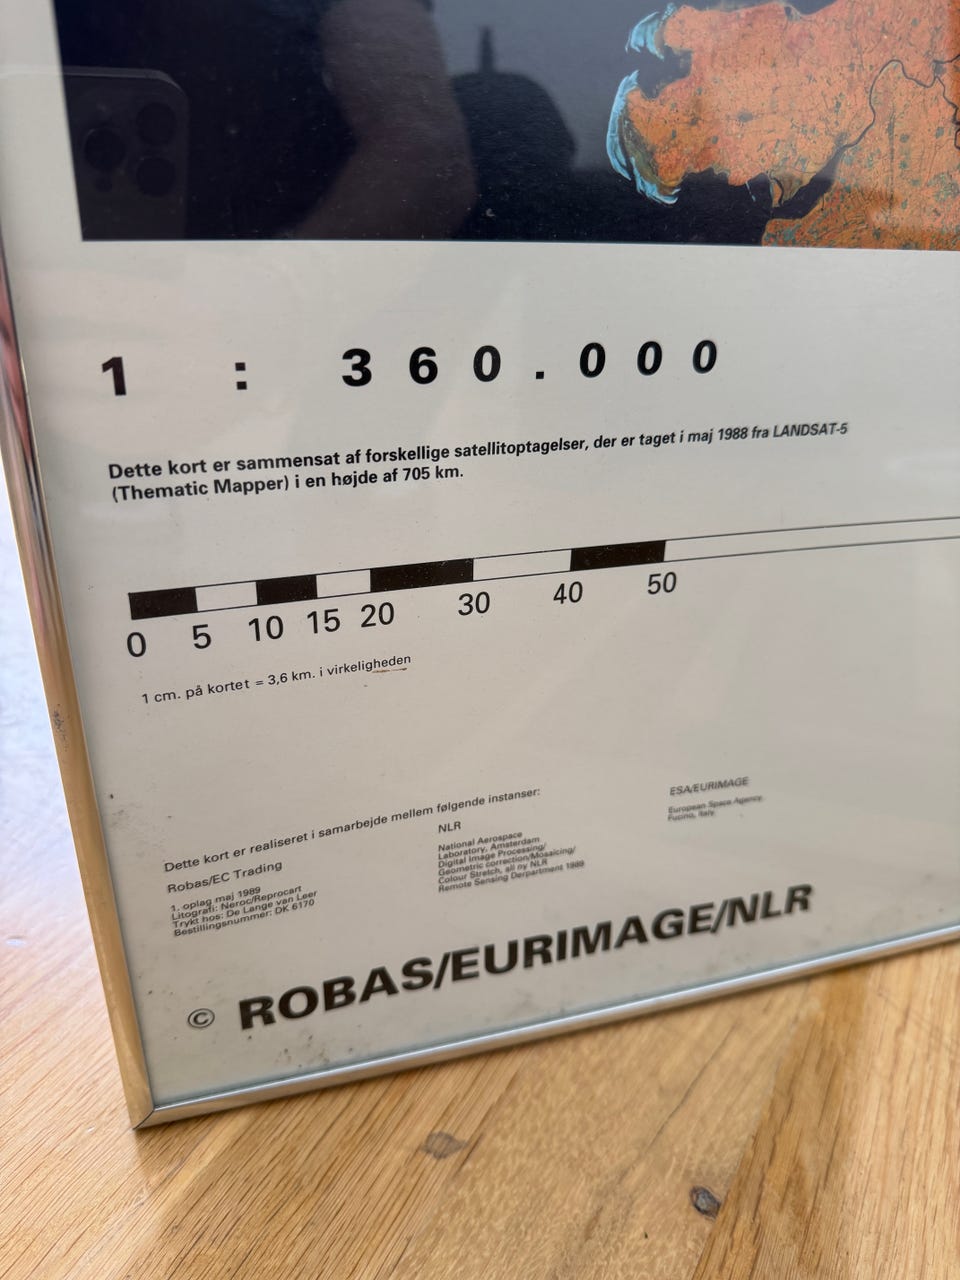 1 : 360.000
Dette kort er sammensat af forskellige satellitoptagelser, der er taget i maj 1988 fra LANDSAT-5
(Thematic Mapper) i en højde af 705 km.
0 5 10 15 20 30 40 50
1 cm. på kortet = 3,6 km. i virkeligheden
Dette kort er realiseret i samarbejde mellem følgende instanser:
Robas/EC Trading
1. oplag maj 1989
Litografi: Neroc/Reprocart
Trykt hos: De Lange van Leer
Bestillingsnummer: DK 6170
NLR
National Aerospace
Laboratory, Amsterdam
Digital Image Processing/
Geometric correction/Mosaicing/
Colour Stretch, all by NLR
Remote Sensing Derpartment 1989
ESA/EURIMAGE
European Space Agency
Fucino, Italy
© ROBAS/EURIMAGE/NLR